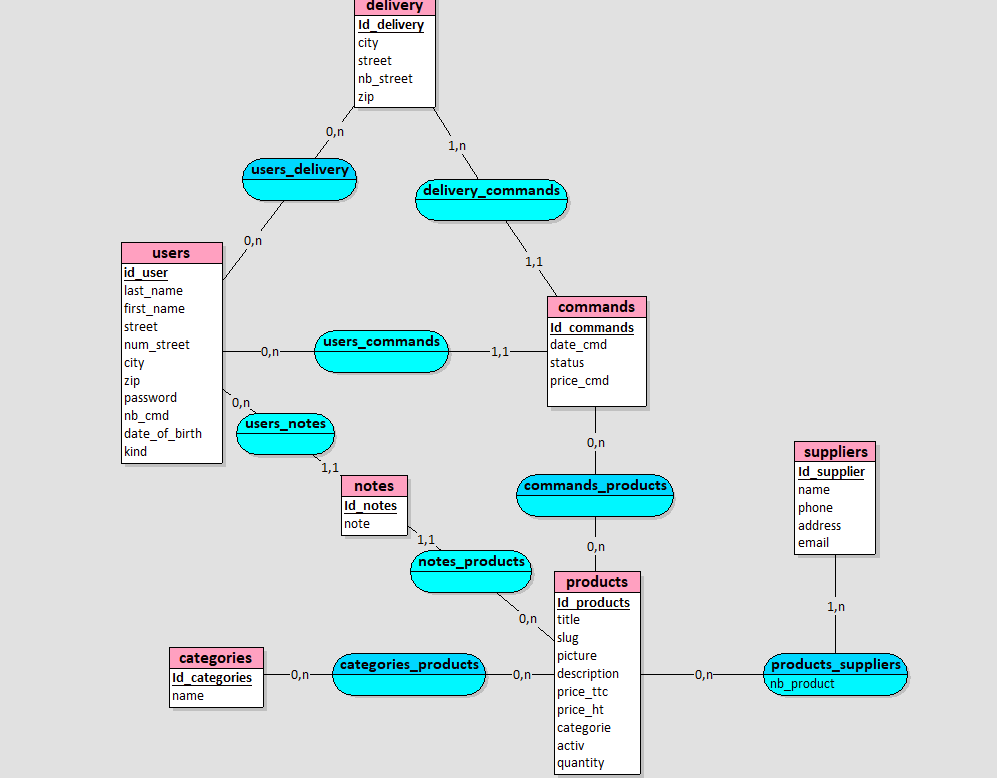 delivery
Id_delivery
city
street
nb_street
zip
0,n
1,n
users_delivery
delivery_commands
0,n
1,1
users
id_user
last_name
first_name
street
num_street
city
zip
password
nb_cmd
date_of_birth
kind
0,n
users_commands
1,1
commands
Id_commands
date_cmd
status
price_cmd
0,n
users_notes
1,1
notes
Id_notes
note
1,1
notes_products
0,n
0,n
commands_products
0,n
suppliers
Id_supplier
name
phone
address
email
1,n
products
Id_products
title
slug
picture
description
price_ttc
price_ht
categorie
activ
quantity
categories
Id_categories
name
0,n
categories_products
0,n
0,n
products_suppliers
nb_product